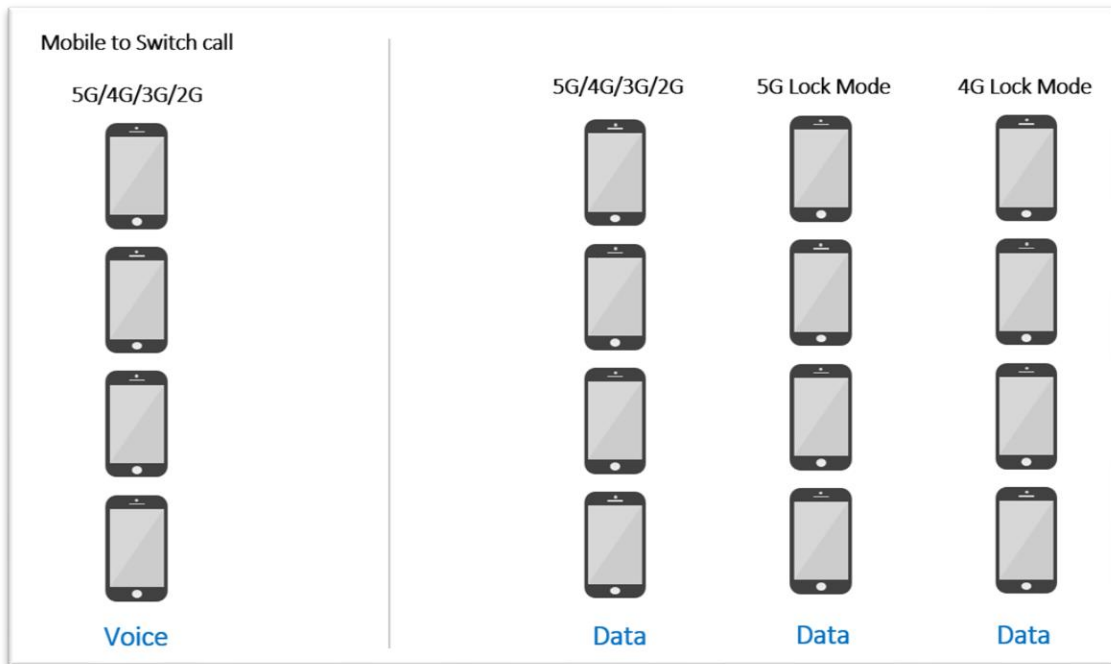 Mobile to Switch call
5G/4G/3G/2G
5G/4G/3G/2G
5G Lock Mode
4G Lock Mode
Voice
Data
Data
Data